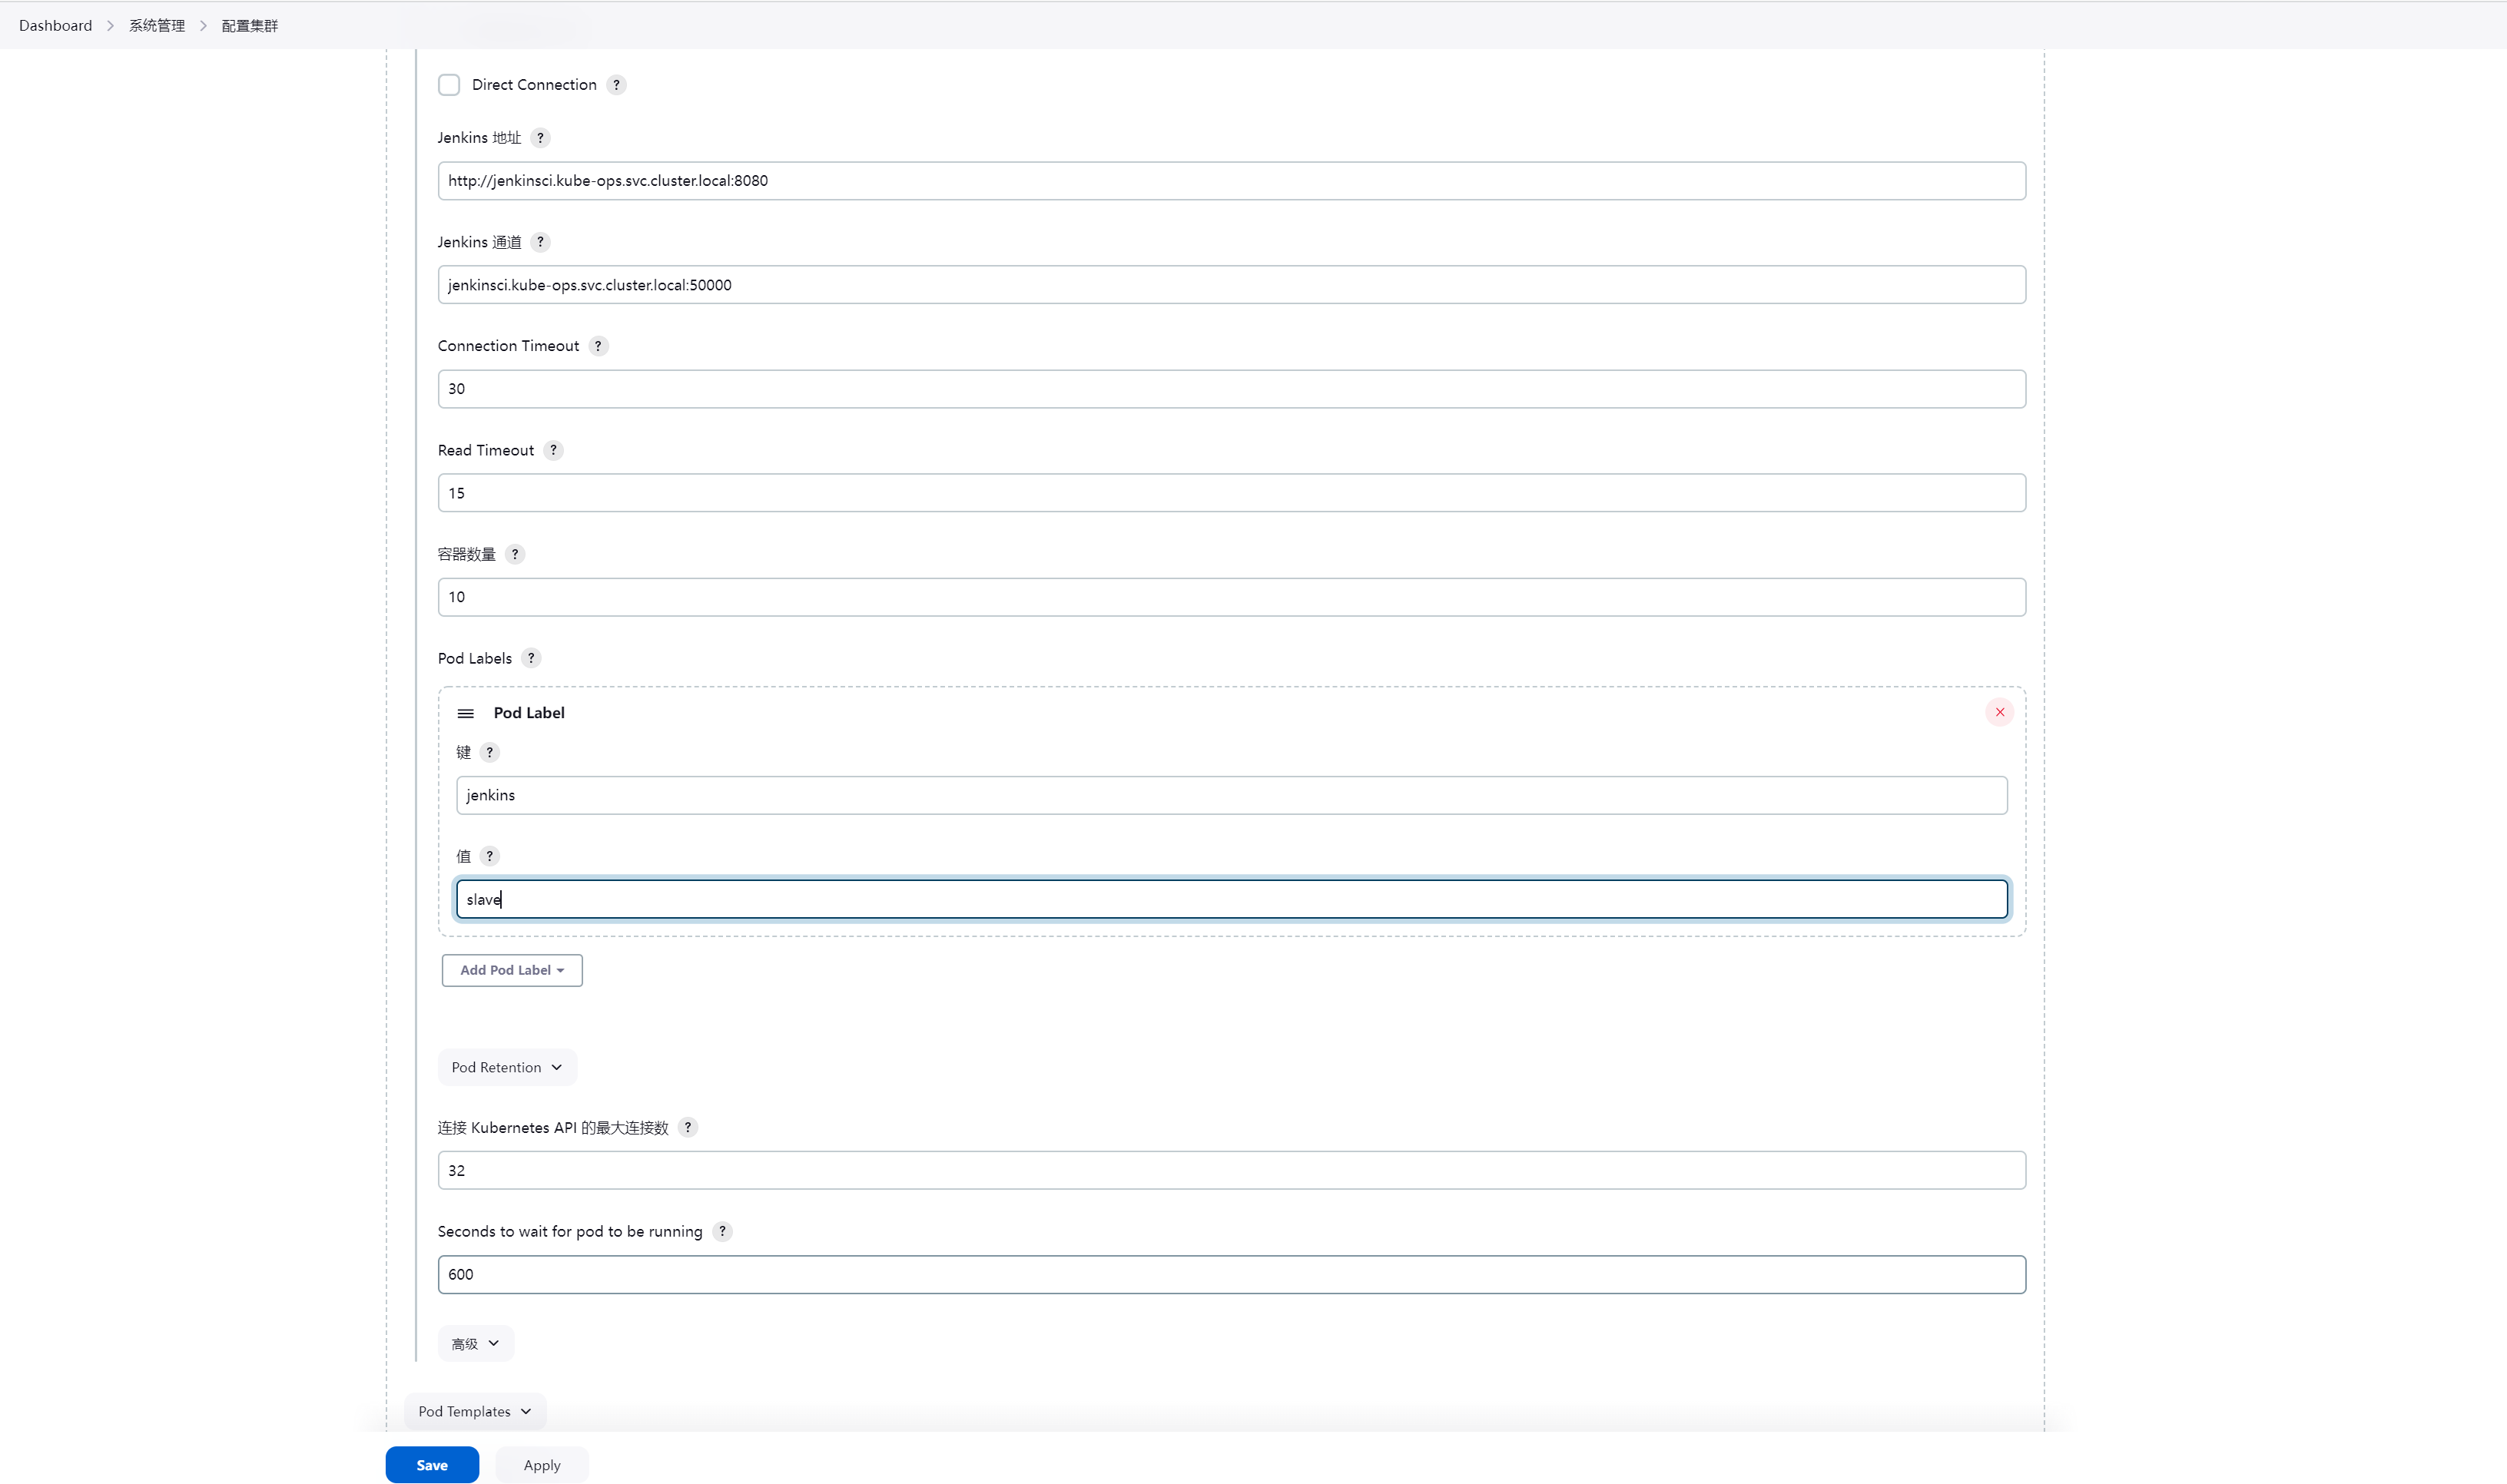 Dashboard > 系统管理 > 配置集群
Direct Connection ?
Jenkins 地址 ?
http://jenkinsci.kube-ops.svc.cluster.local:8080
Jenkins 通道 ?
jenkinsci.kube-ops.svc.cluster.local:50000
Connection Timeout ?
30
Read Timeout ?
15
容器数量 ?
10
Pod Labels ?
Pod Label
键 ?
jenkins
值 ?
slave
Add Pod Label
Pod Retention
连接 Kubernetes API 的最大连接数 ?
32
Seconds to wait for pod to be running ?
600
高级
Pod Templates
Save Apply